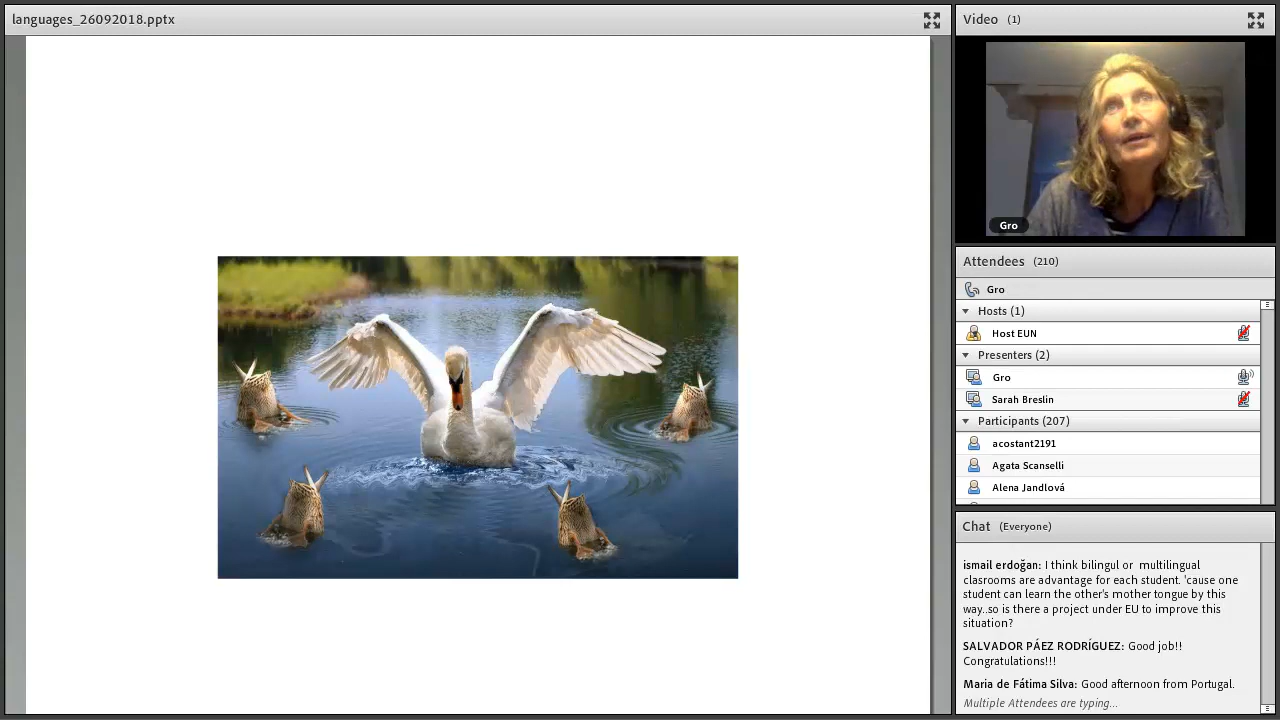 languages_26092018.pptx
Video (1)
Gro
Attendees (210)
Gro
Hosts (1)
Host EUN
Presenters (2)
Gro
Sarah Breslin
Participants (207)
acostant2191
Agata Scanselli
Alena Jandlová
Chat (Everyone)
ismail erdoğan: I think bilingul or multilingual
clasrooms are advantage for each student. 'cause one
student can learn the other's mother tongue by this
way..so is there a project under EU to improve this
situation?
SALVADOR PÁEZ RODRÍGUEZ: Good job!!
Congratulations!!!
Maria de Fátima Silva: Good afternoon from Portugal.
Multiple Attendees are typing...